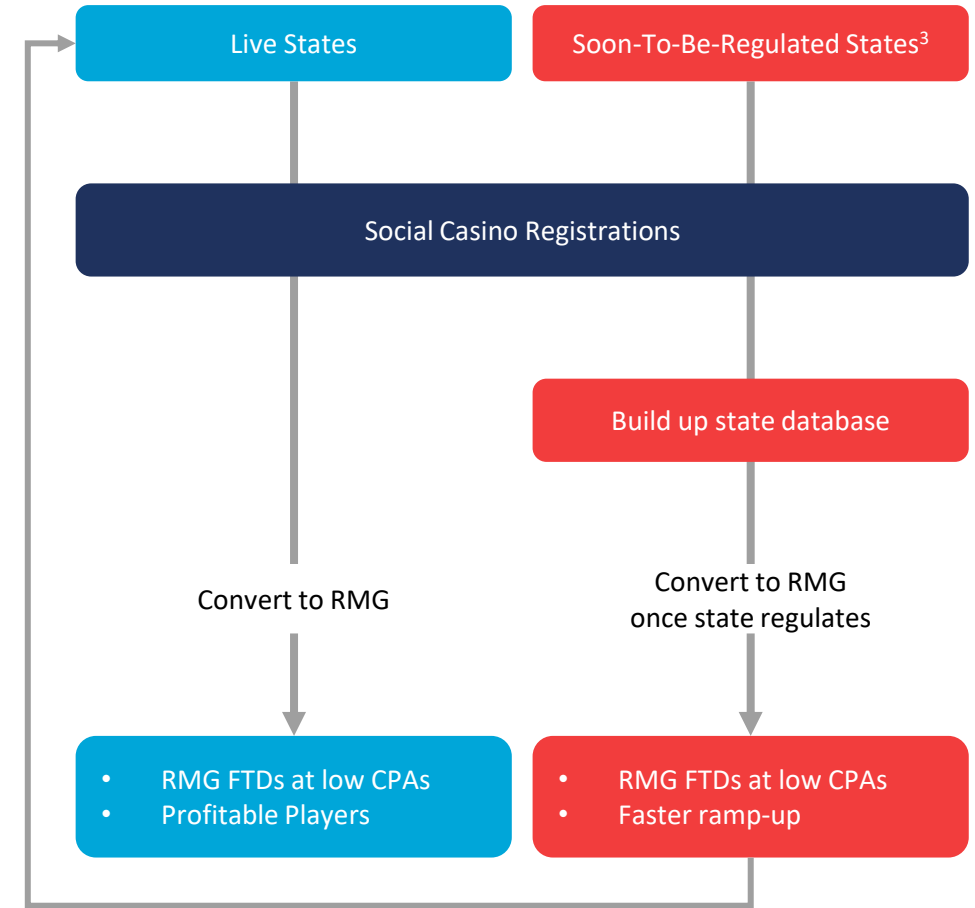 Live States
Soon-To-Be-Regulated States³
Social Casino Registrations
Build up state database
Convert to RMG
Convert to RMG
once state regulates
• RMG FTDs at low CPAs
• Profitable Players
• RMG FTDs at low CPAs
• Faster ramp-up